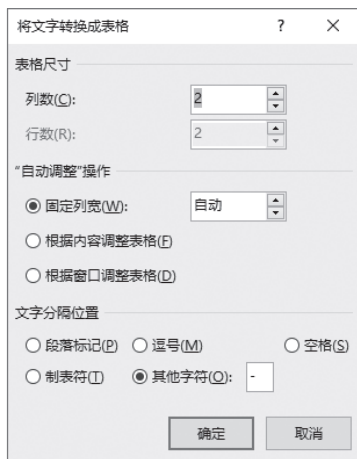 将文字转换成表格 ? ×
表格尺寸
列数(C): 2
行数(R): 2
“自动调整”操作
固定列宽(W): 自动
根据内容调整表格(F)
根据窗口调整表格(D)
文字分隔位置
段落标记(P) 逗号(M) 空格(S)
制表符(T) 其他字符(O): -
确定 取消